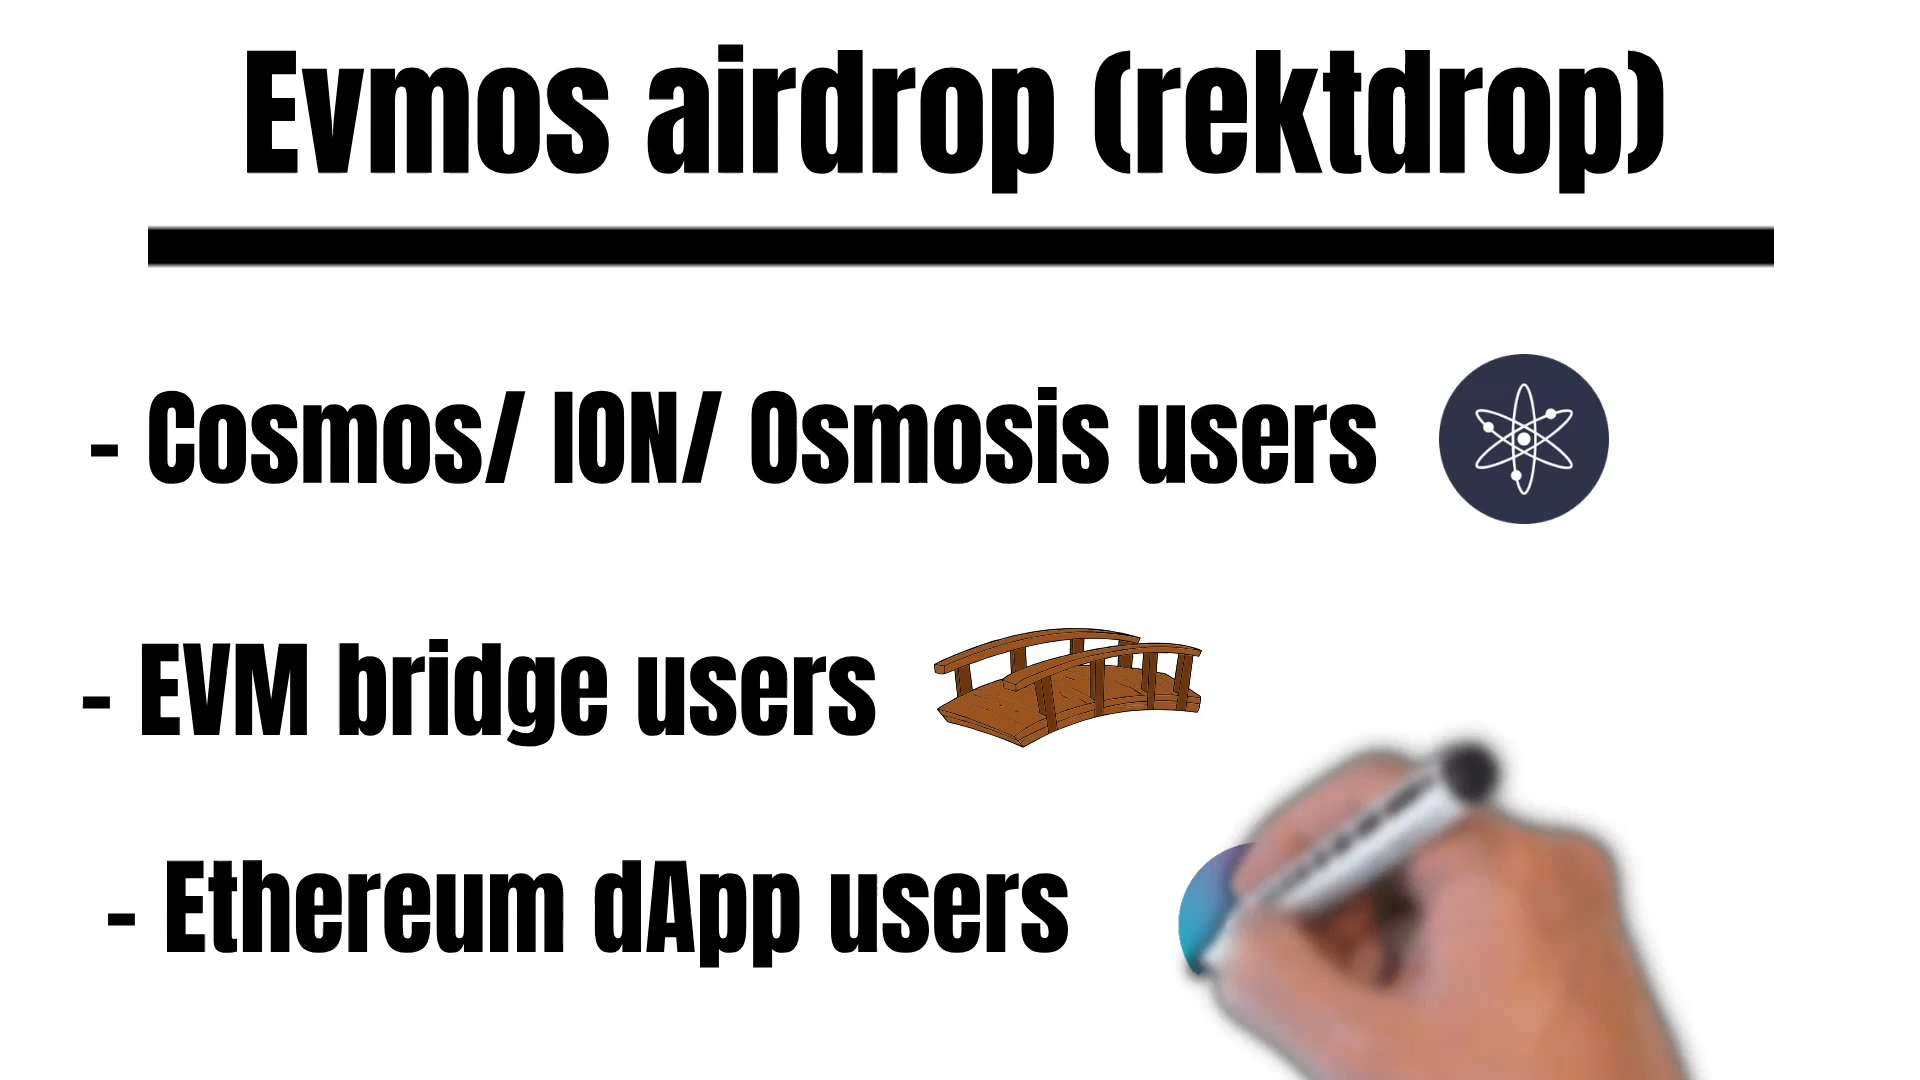 Evmos airdrop (rektdrop)
- Cosmos/ ION/ Osmosis users
- EVM bridge users
- Ethereum dApp users